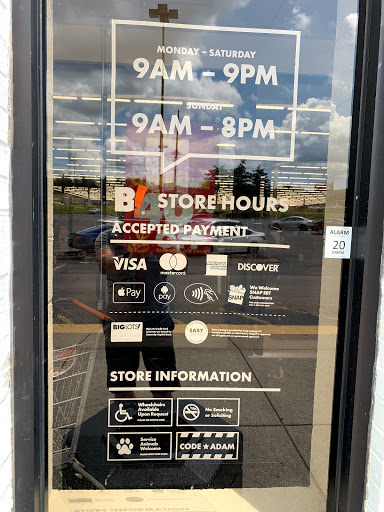 MONDAY – SATURDAY
9AM – 9PM
SUNDAY
9AM – 8PM
B! STORE HOURS
ACCEPTED PAYMENT
VISA
mastercard
DISCOVER
Pay
pay
SNAP
We Welcome
SNAP EBT
Customers
BIGLOTS!
EASY
STORE INFORMATION
Wheelchairs
Available
Upon Request
No Smoking
or Soliciting
Service
Animals
Welcome
CODE ★ ADAM
ALARM
20